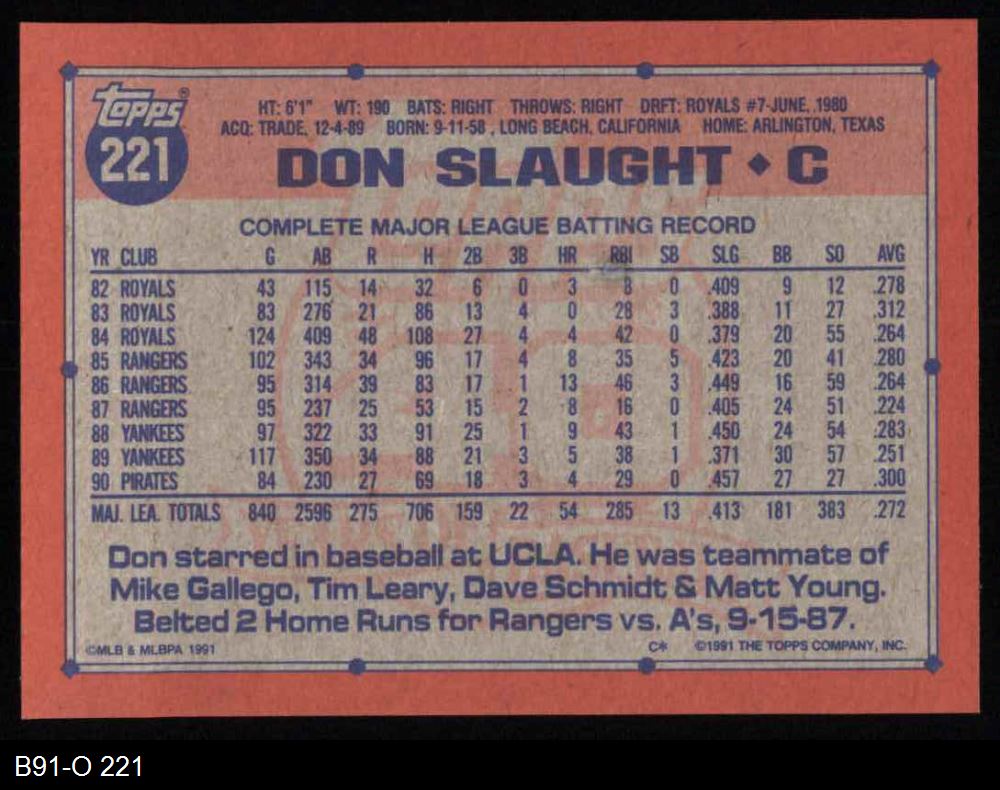 Topps®
221
HT: 6'1" WT: 190 BATS: RIGHT THROWS: RIGHT DRFT: ROYALS #7-JUNE, 1980
ACQ: TRADE, 12-4-89 BORN: 9-11-58 , LONG BEACH, CALIFORNIA HOME: ARLINGTON, TEXAS
DON SLAUGHT ◆ C
COMPLETE MAJOR LEAGUE BATTING RECORD
YR CLUB G AB R H 2B 3B HR RBI SB SLG BB SO AVG
82 ROYALS 43 115 14 32 6 0 3 8 0 .409 9 12 .278
83 ROYALS 83 276 21 86 13 4 0 28 3 .388 11 27 .312
84 ROYALS 124 409 48 108 27 4 4 42 0 .379 20 55 .264
85 RANGERS 102 343 34 96 17 4 8 35 5 .423 20 41 .280
86 RANGERS 95 314 39 83 17 1 13 46 3 .449 16 59 .264
87 RANGERS 95 237 25 53 15 2 8 16 0 .405 24 51 .224
88 YANKEES 97 322 33 91 25 1 9 43 1 .450 24 54 .283
89 YANKEES 117 350 34 88 21 3 5 38 1 .371 30 57 .251
90 PIRATES 84 230 27 69 18 3 4 29 0 .457 27 27 .300
MAJ. LEA. TOTALS 840 2596 275 706 159 22 54 285 13 .413 181 383 .272
Don starred in baseball at UCLA. He was teammate of
Mike Gallego, Tim Leary, Dave Schmidt & Matt Young.
Belted 2 Home Runs for Rangers vs. A's, 9-15-87.
©MLB & MLBPA 1991 C* ©1991 THE TOPPS COMPANY, INC.
B91-O 221